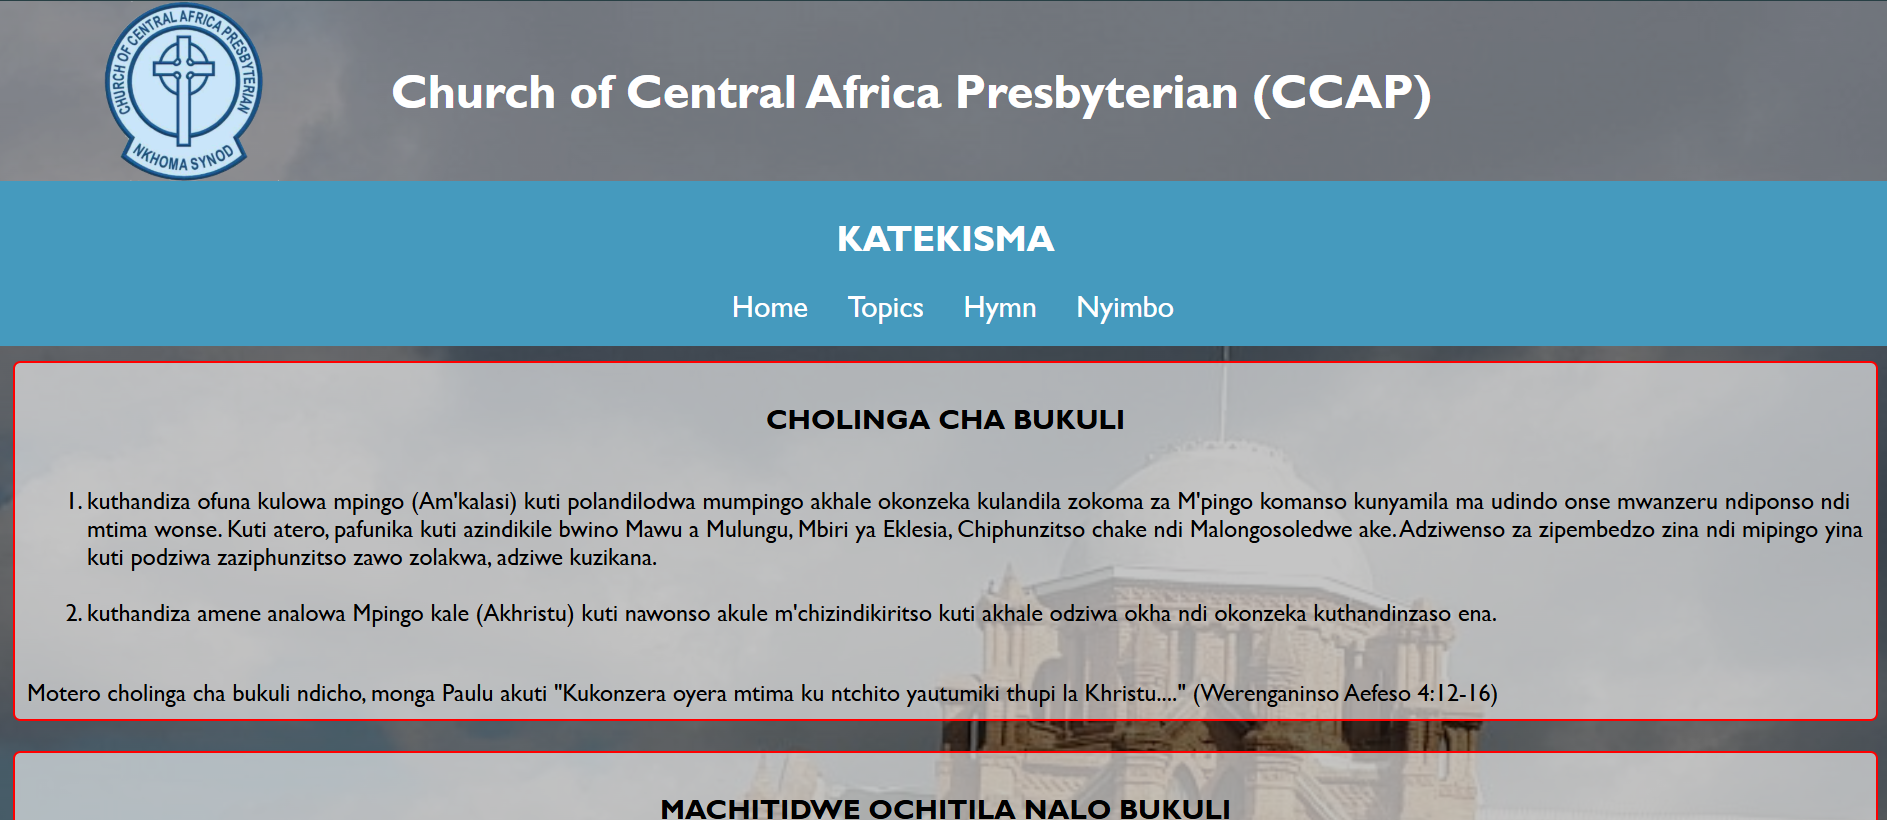 CHURCH OF CENTRAL AFRICA PRESBYTERIAN
NKHOMA SYNOD
Church of Central Africa Presbyterian (CCAP)
KATEKISMA
Home Topics Hymn Nyimbo
CHOLINGA CHA BUKULI
1. kuthandiza ofuna kulowa mpingo (Am'kalasi) kuti polandilodwa mumpingo akhale okonzeka kulandila zokoma za M'pingo komanso kunyamila ma udindo onse mwanzeru ndiponso ndi
mtima wonse. Kuti atero, pafunika kuti azindikile bwino Mawu a Mulungu, Mbiri ya Eklesia, Chiphunzitso chake ndi Malongosoledwe ake. Adziwenso za zipembedzo zina ndi mipingo yina
kuti podziwa zaziphunzitso zawo zolakwa, adziwe kuzikana.
2. kuthandiza amene analowa Mpingo kale (Akhristu) kuti nawonso akule m'chizindikiritso kuti akhale odziwa okha ndi okonzeka kuthandinzaso ena.
Motero cholinga cha bukuli ndicho, monga Paulu akuti "Kukonzera oyera mtima ku ntchito yautumiki thupi la Khristu...." (Werenganinso Aefeso 4:12-16)
MACHITIDWE OCHITILA NALO BUKULI